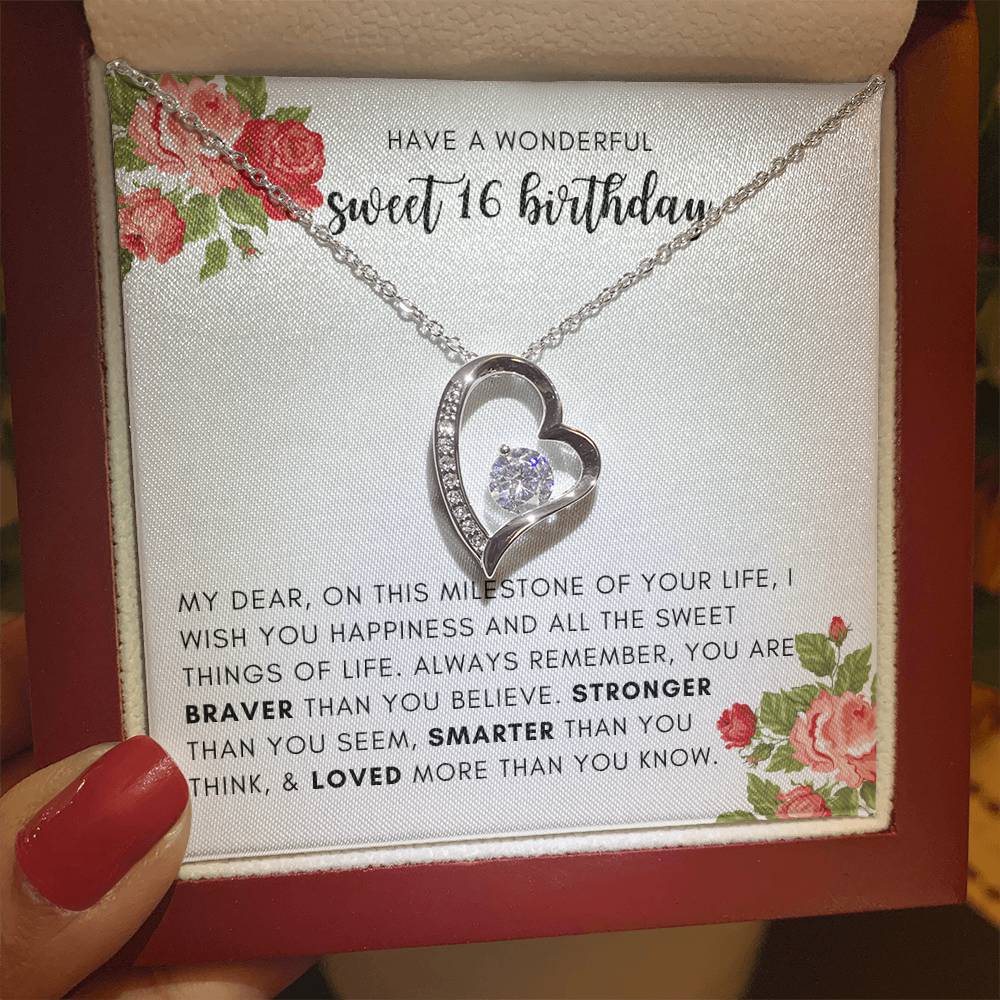 HAVE A WONDERFUL
sweet 16 birthday
MY DEAR, ON THIS MILESTONE OF YOUR LIFE, I
WISH YOU HAPPINESS AND ALL THE SWEET
THINGS OF LIFE. ALWAYS REMEMBER, YOU ARE
BRAVER THAN YOU BELIEVE. STRONGER
THAN YOU SEEM, SMARTER THAN YOU
THINK, & LOVED MORE THAN YOU KNOW.